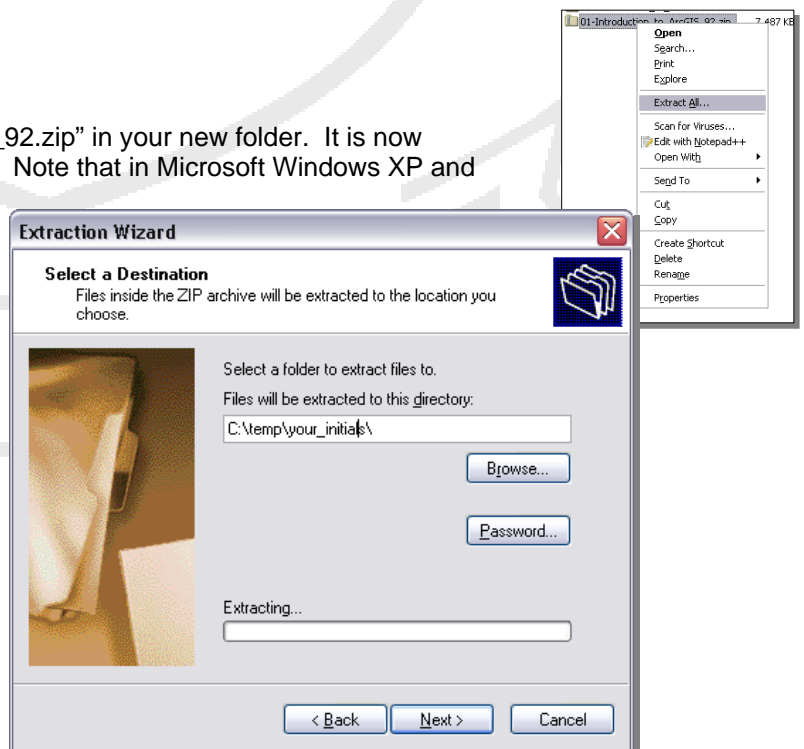 01-Introduction_to_ArcGIS_92.zip 7,487 KB
Open
Search...
Print
Explore
Extract All...
Scan for Viruses...
Edit with Notepad++
Open With
Send To
Cut
Copy
Create Shortcut
Delete
Rename
Properties
_92.zip” in your new folder. It is now
Note that in Microsoft Windows XP and
Extraction Wizard
Select a Destination
Files inside the ZIP archive will be extracted to the location you
choose.
Select a folder to extract files to.
Files will be extracted to this directory:
C:\temp\your_initials\
Browse...
Password...
Extracting...
< Back Next > Cancel